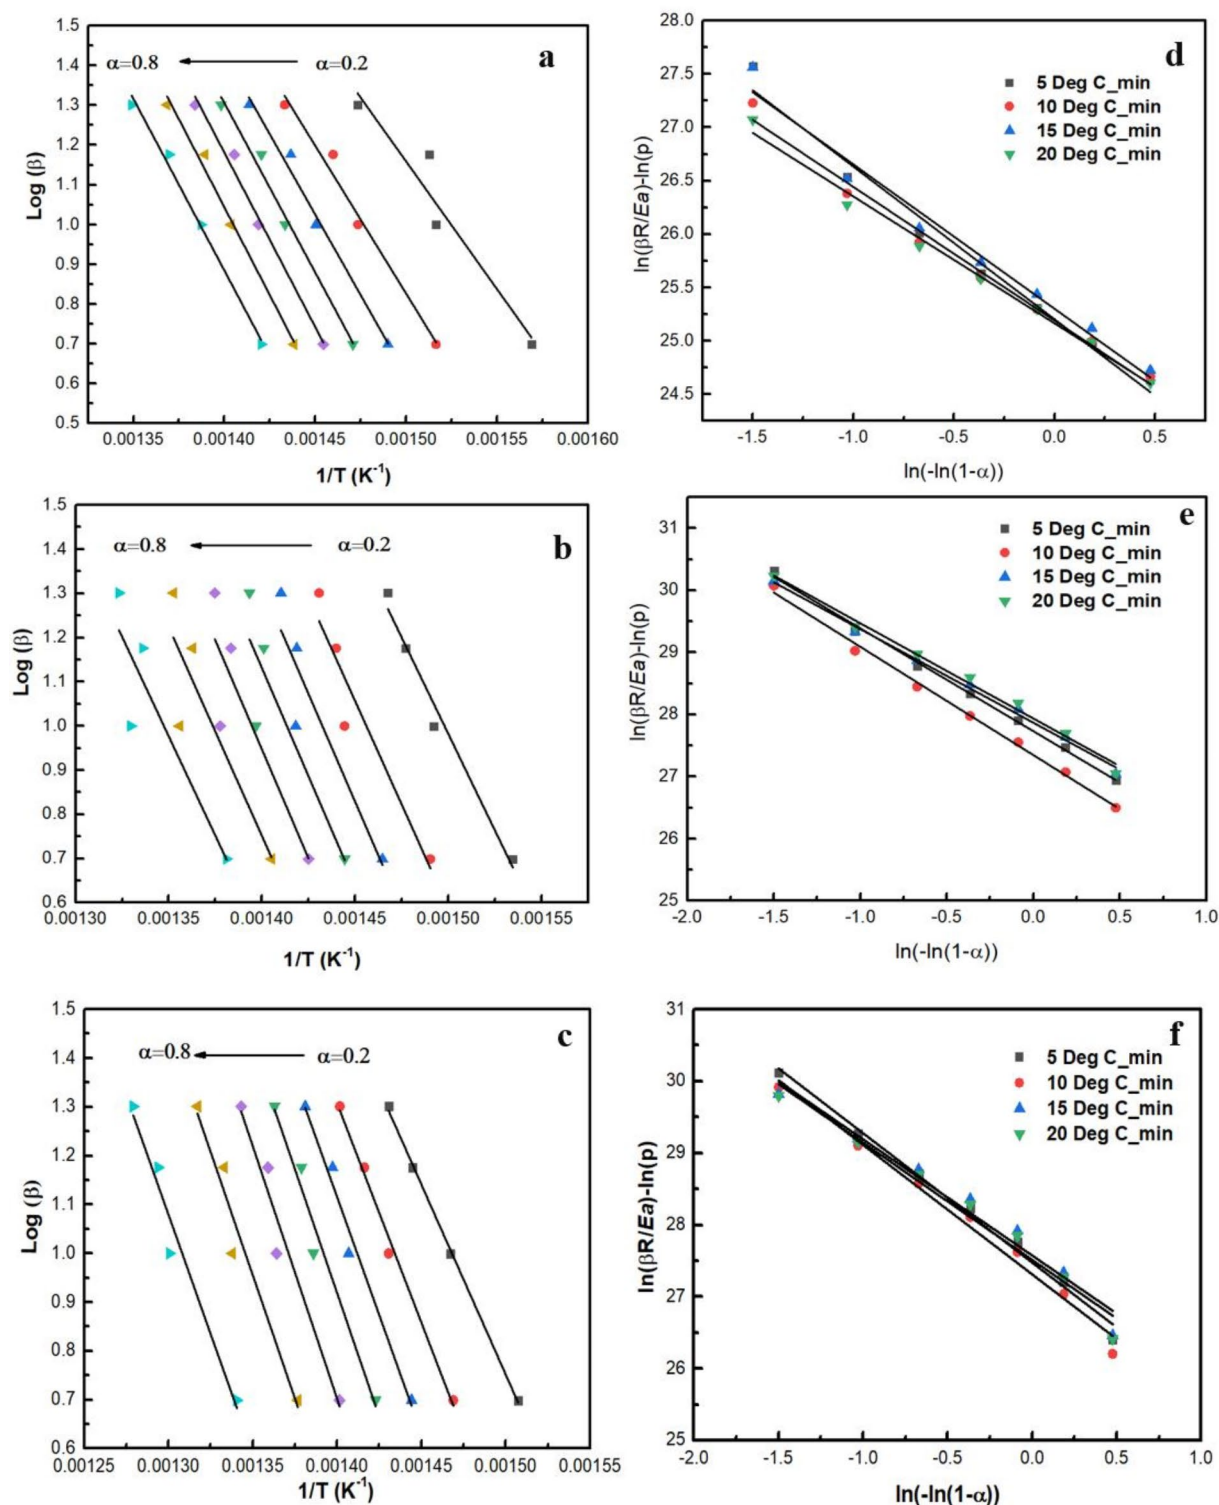 a
α=0.8
α=0.2
Log (β)
1.5
1.4
1.3
1.2
1.1
1.0
0.9
0.8
0.7
0.6
0.5
0.00135 0.00140 0.00145 0.00150 0.00155 0.00160
1/T (K-1)
d
5 Deg C_min
10 Deg C_min
15 Deg C_min
20 Deg C_min
ln(βR/Ea)-ln(p)
28.0
27.5
27.0
26.5
26.0
25.5
25.0
24.5
-1.5 -1.0 -0.5 0.0 0.5
ln(-ln(1-α))
b
α=0.8
α=0.2
Log (β)
1.5
1.4
1.3
1.2
1.1
1.0
0.9
0.8
0.7
0.6
0.00130 0.00135 0.00140 0.00145 0.00150 0.00155
1/T (K-1)
e
5 Deg C_min
10 Deg C_min
15 Deg C_min
20 Deg C_min
ln(βR/Ea)-ln(p)
31
30
29
28
27
26
25
-2.0 -1.5 -1.0 -0.5 0.0 0.5 1.0
ln(-ln(1-α))
c
α=0.8
α=0.2
Log (β)
1.5
1.4
1.3
1.2
1.1
1.0
0.9
0.8
0.7
0.6
0.00125 0.00130 0.00135 0.00140 0.00145 0.00150 0.00155
1/T (K-1)
f
5 Deg C_min
10 Deg C_min
15 Deg C_min
20 Deg C_min
ln(βR/Ea)-ln(p)
31
30
29
28
27
26
25
-2.0 -1.5 -1.0 -0.5 0.0 0.5 1.0
ln(-ln(1-α))